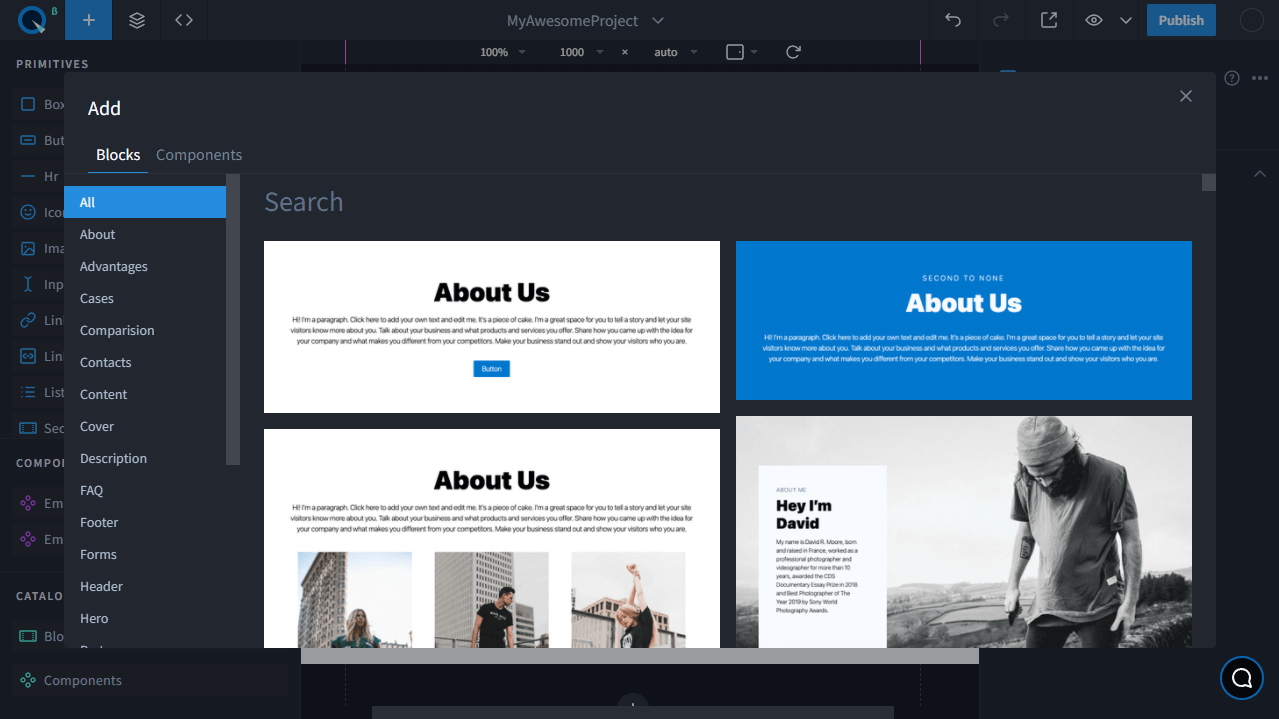 β
MyAwesomeProject
Publish
100%
1000
×
auto
PRIMITIVES
Box
But
Hr
Icon
Ima
Inp
Link
Link
List
Sec
COMPO
Em
Em
CATALO
Blo
Components
Add
Blocks
Components
All
About
Advantages
Cases
Comparision
Contacts
Content
Cover
Description
FAQ
Footer
Forms
Header
Hero
Search
About Us
Hi! I'm a paragraph. Click here to add your own text and edit me. It's a piece of cake. I'm a great space for you to tell a story and let your site
visitors know more about you. Talk about your business and what products and services you offer. Share how you came up with the idea for
your company and what makes you different from your competitors. Make your business stand out and show your visitors who you are.
Button
SECOND TO NONE
About Us
Hi! I'm a paragraph. Click here to add your own text and edit me. It's a piece of cake. I'm a great space for you to tell a story and let your site
visitors know more about you. Talk about your business and what products and services you offer. Share how you came up with the idea for
your company and what makes you different from your competitors. Make your business stand out and show your visitors who you are.
About Us
Hi! I'm a paragraph. Click here to add your own text and edit me. It's a piece of cake. I'm a great space for you to tell a story and let your site
visitors know more about you. Talk about your business and what products and services you offer. Share how you came up with the idea for
your company and what makes you different from your competitors. Make your business stand out and show your visitors who you are.
ABOUT ME
Hey I'm
David
My name is David R. Moore, born
and raised in France, worked as a
professional photographer and
videographer for more than 10
years, awarded the CDS
Documentary Essay Prize in 2018
and Best Photographer of The
Year 2019 by Sony World
Photography Awards.